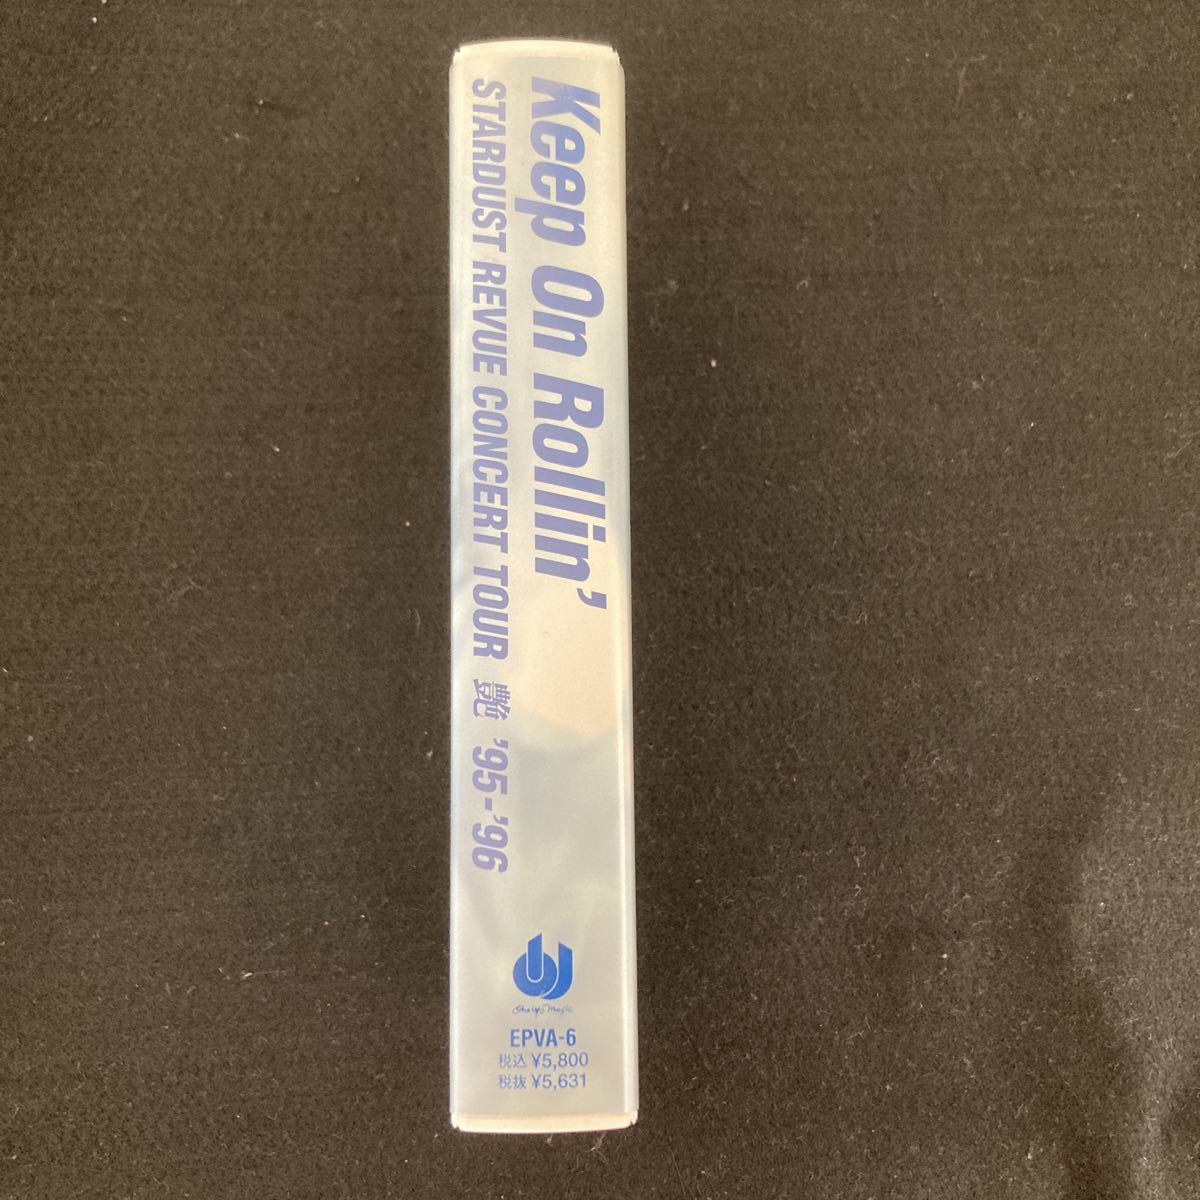 Keep On Rollin'
STARDUST REVUE CONCERT TOUR 艶 '95-'96
EPVA-6
税込 ¥5,800
税抜 ¥5,631